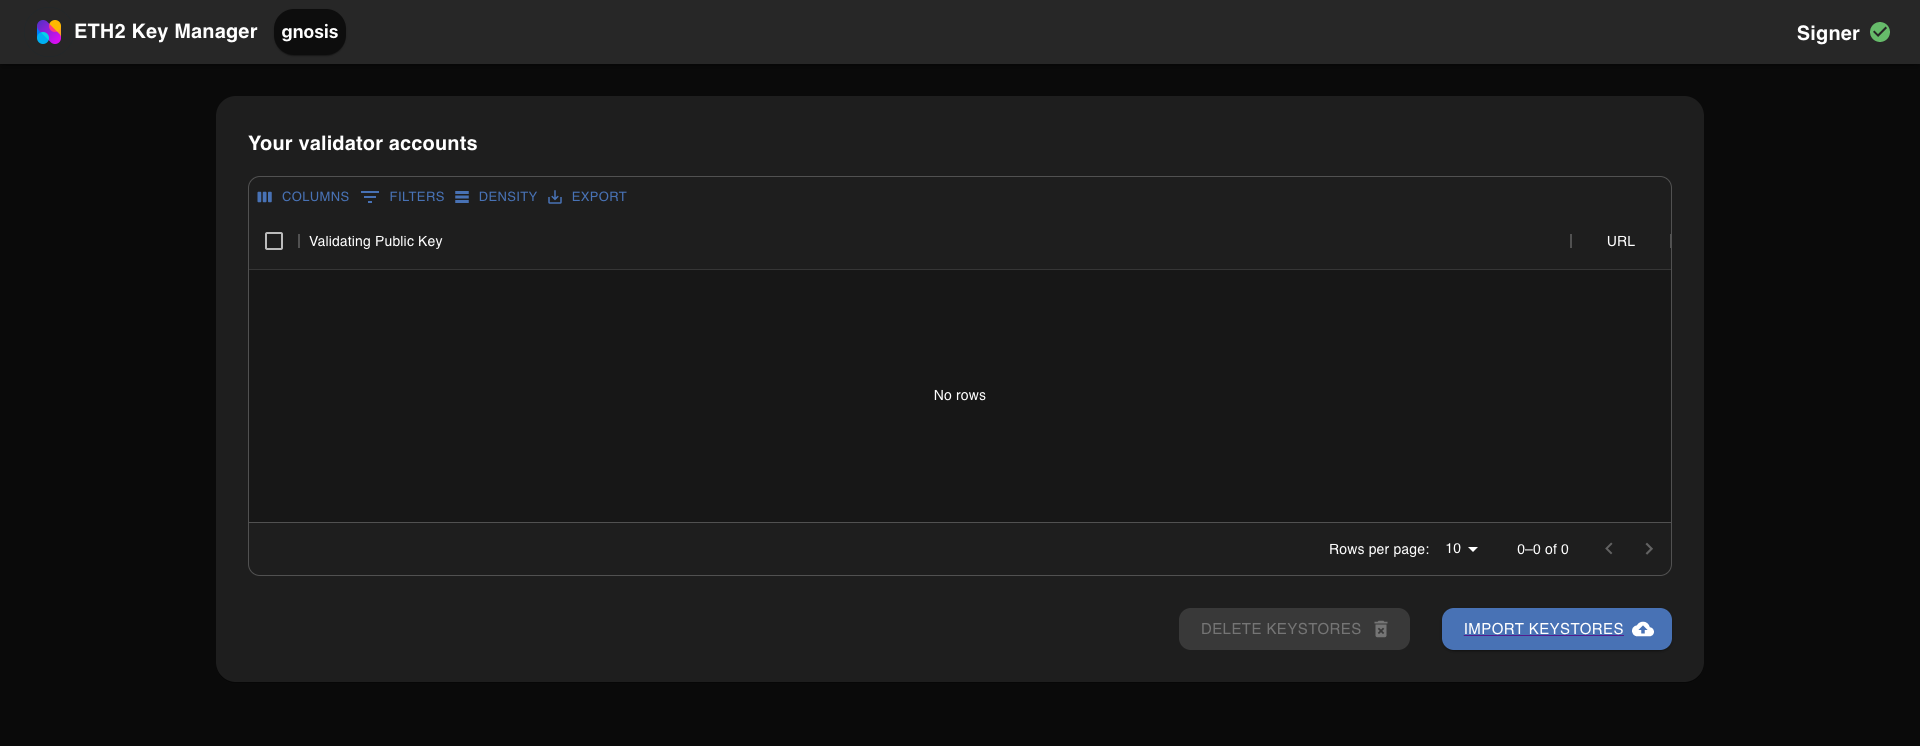 ETH2 Key Manager gnosis Signer
Your validator accounts
COLUMNS FILTERS DENSITY EXPORT
Validating Public Key URL
No rows
Rows per page: 10 0–0 of 0
DELETE KEYSTORES IMPORT KEYSTORES